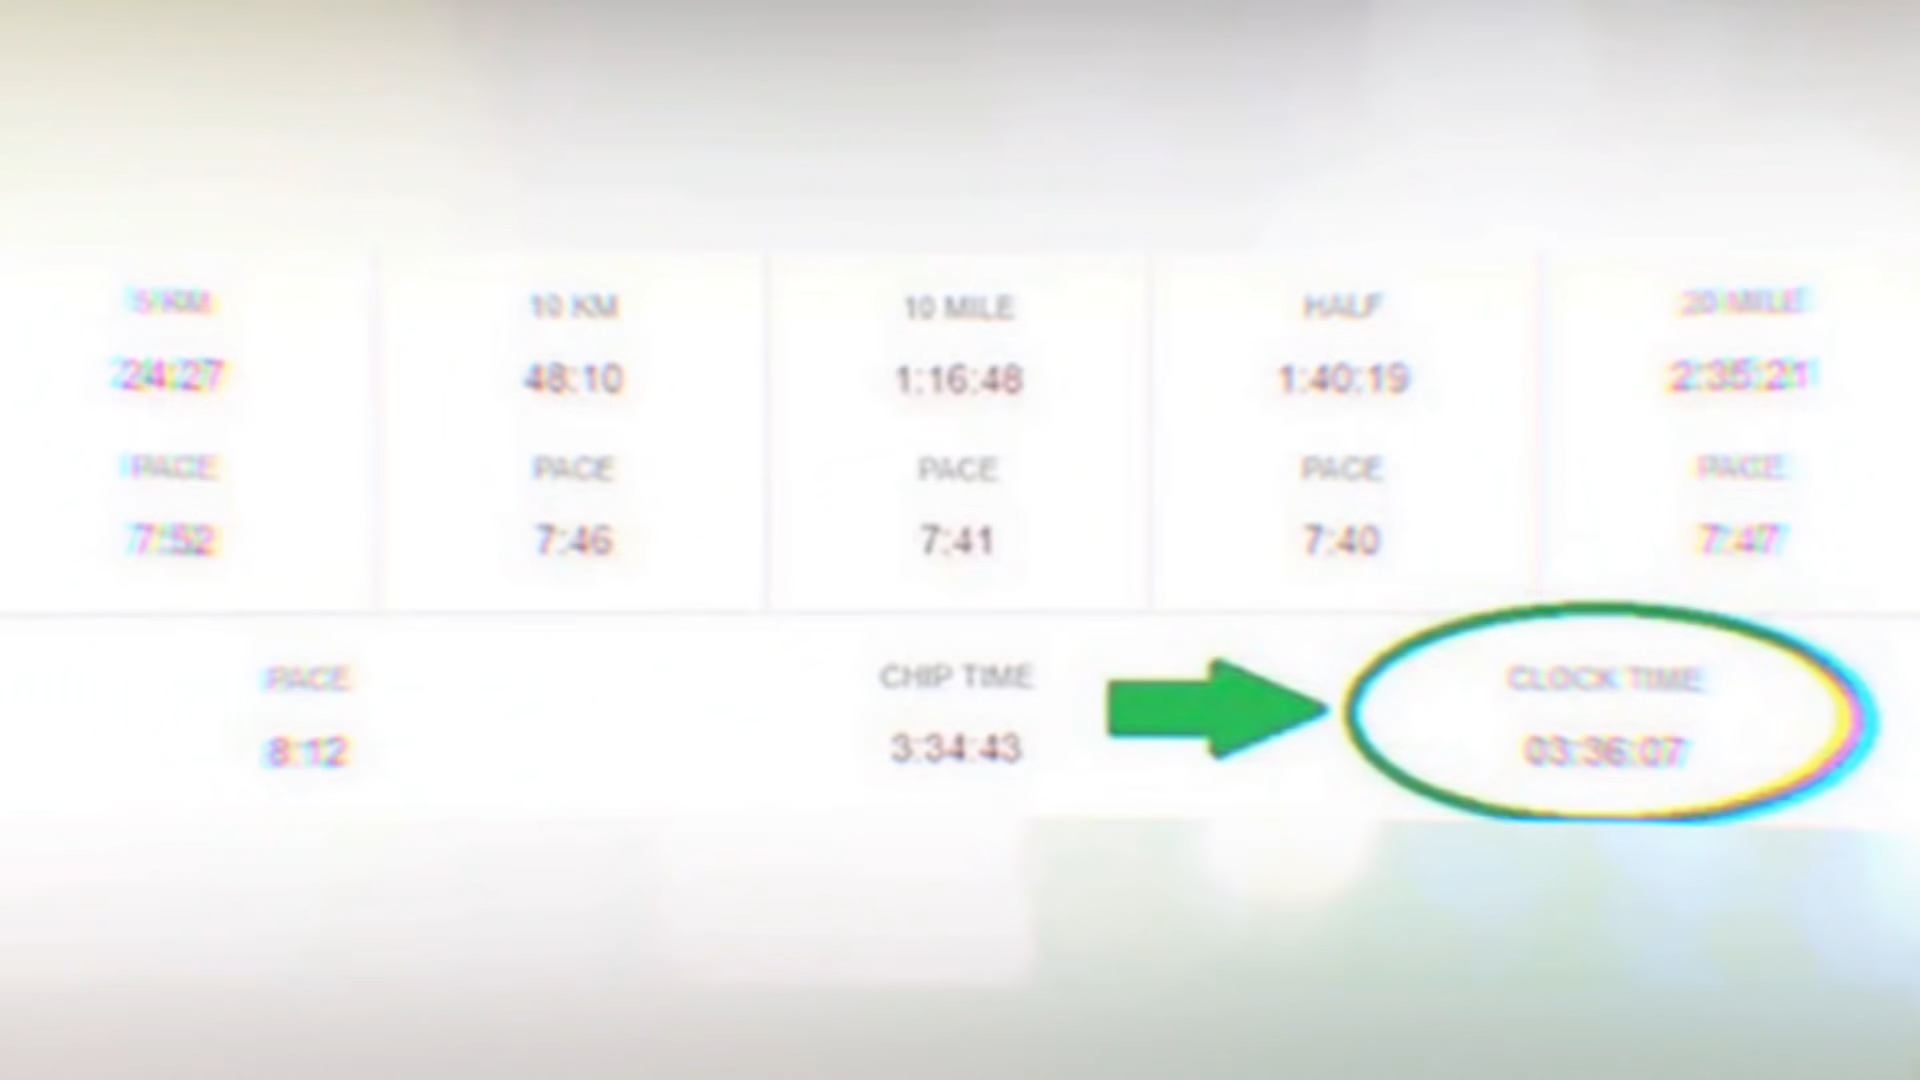 5 KM 10 KM 10 MILE HALF 20 MILE
24:27 48:10 1:16:48 1:40:19 2:35:21
PACE PACE PACE PACE PACE
7:52 7:46 7:41 7:40 7:47
PACE CHIP TIME CLOCK TIME
8:12 3:34:43 03:36:07